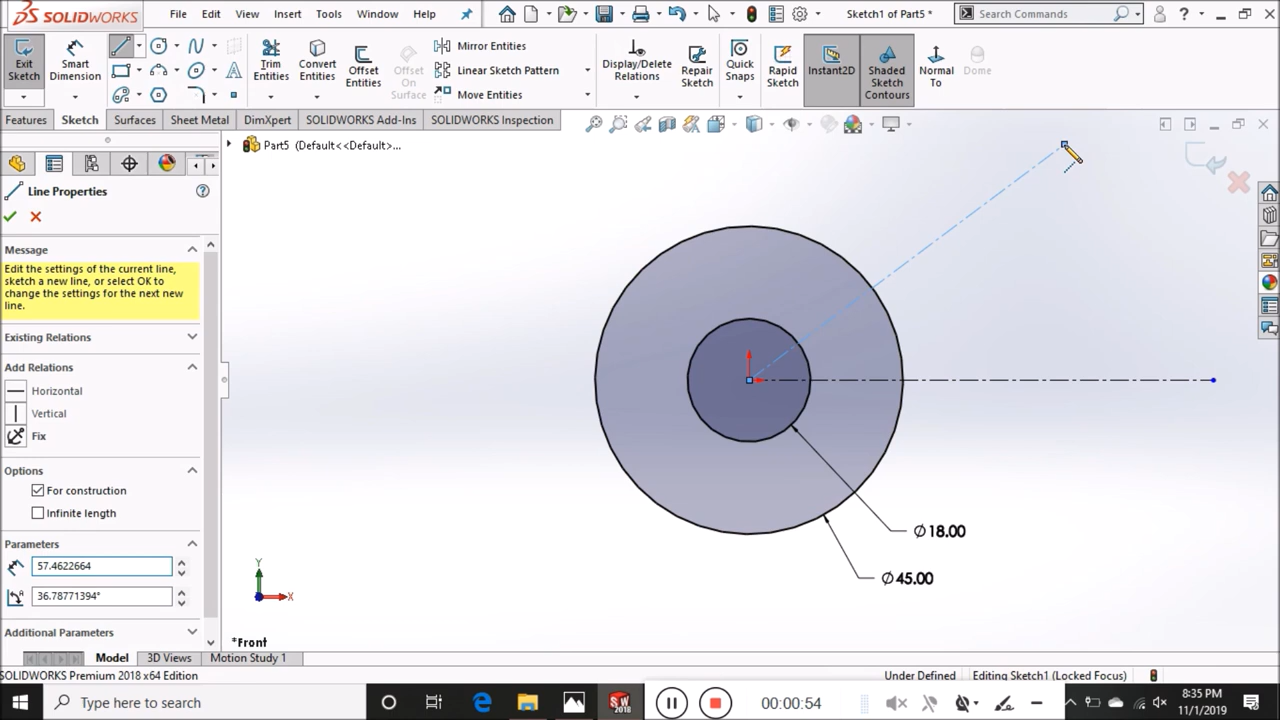 SOLIDWORKS File Edit View Insert Tools Window Help Sketch1 of Part5 * Search Commands ?
Exit Sketch
Smart Dimension
Trim Entities
Convert Entities
Offset Entities
Offset On Surface
Mirror Entities
Linear Sketch Pattern
Move Entities
Display/Delete Relations
Repair Sketch
Quick Snaps
Rapid Sketch
Instant2D
Shaded Sketch Contours
Normal To
Dome
Features Sketch Surfaces Sheet Metal DimXpert SOLIDWORKS Add-Ins SOLIDWORKS Inspection
Part5 (Default<<Default>...
Line Properties
Message
Edit the settings of the current line,
sketch a new line, or select OK to
change the settings for the next new
line.
Existing Relations
Add Relations
Horizontal
Vertical
Fix
Options
For construction
Infinite length
Parameters
57.4622664
36.78771394°
Additional Parameters
Ø18.00
Ø45.00
Y
X
*Front
Model 3D Views Motion Study 1
SOLIDWORKS Premium 2018 x64 Edition Under Defined Editing Sketch1 (Locked Focus)
Type here to search
SW
2018
00:00:54
8:35 PM
11/1/2019